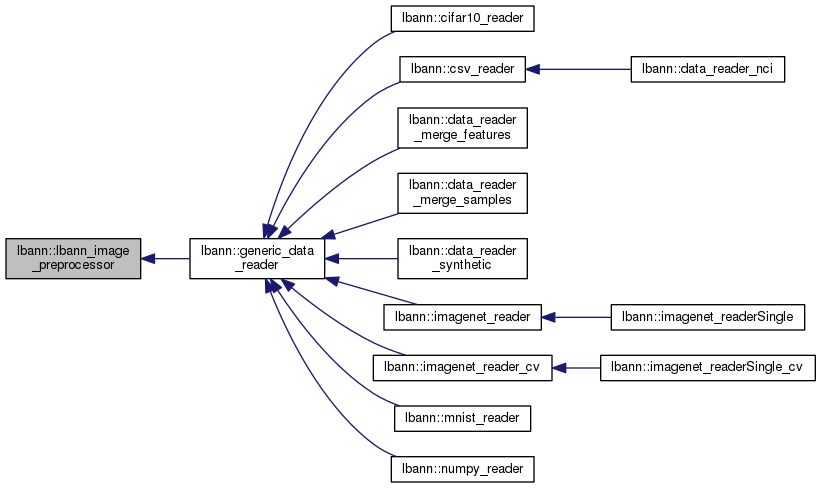 lbann::cifar10_reader
lbann::csv_reader
lbann::data_reader_nci
lbann::data_reader
_merge_features
lbann::data_reader
_merge_samples
lbann::lbann_image
_preprocessor
lbann::generic_data
_reader
lbann::data_reader
_synthetic
lbann::imagenet_reader
lbann::imagenet_readerSingle
lbann::imagenet_reader_cv
lbann::imagenet_readerSingle_cv
lbann::mnist_reader
lbann::numpy_reader